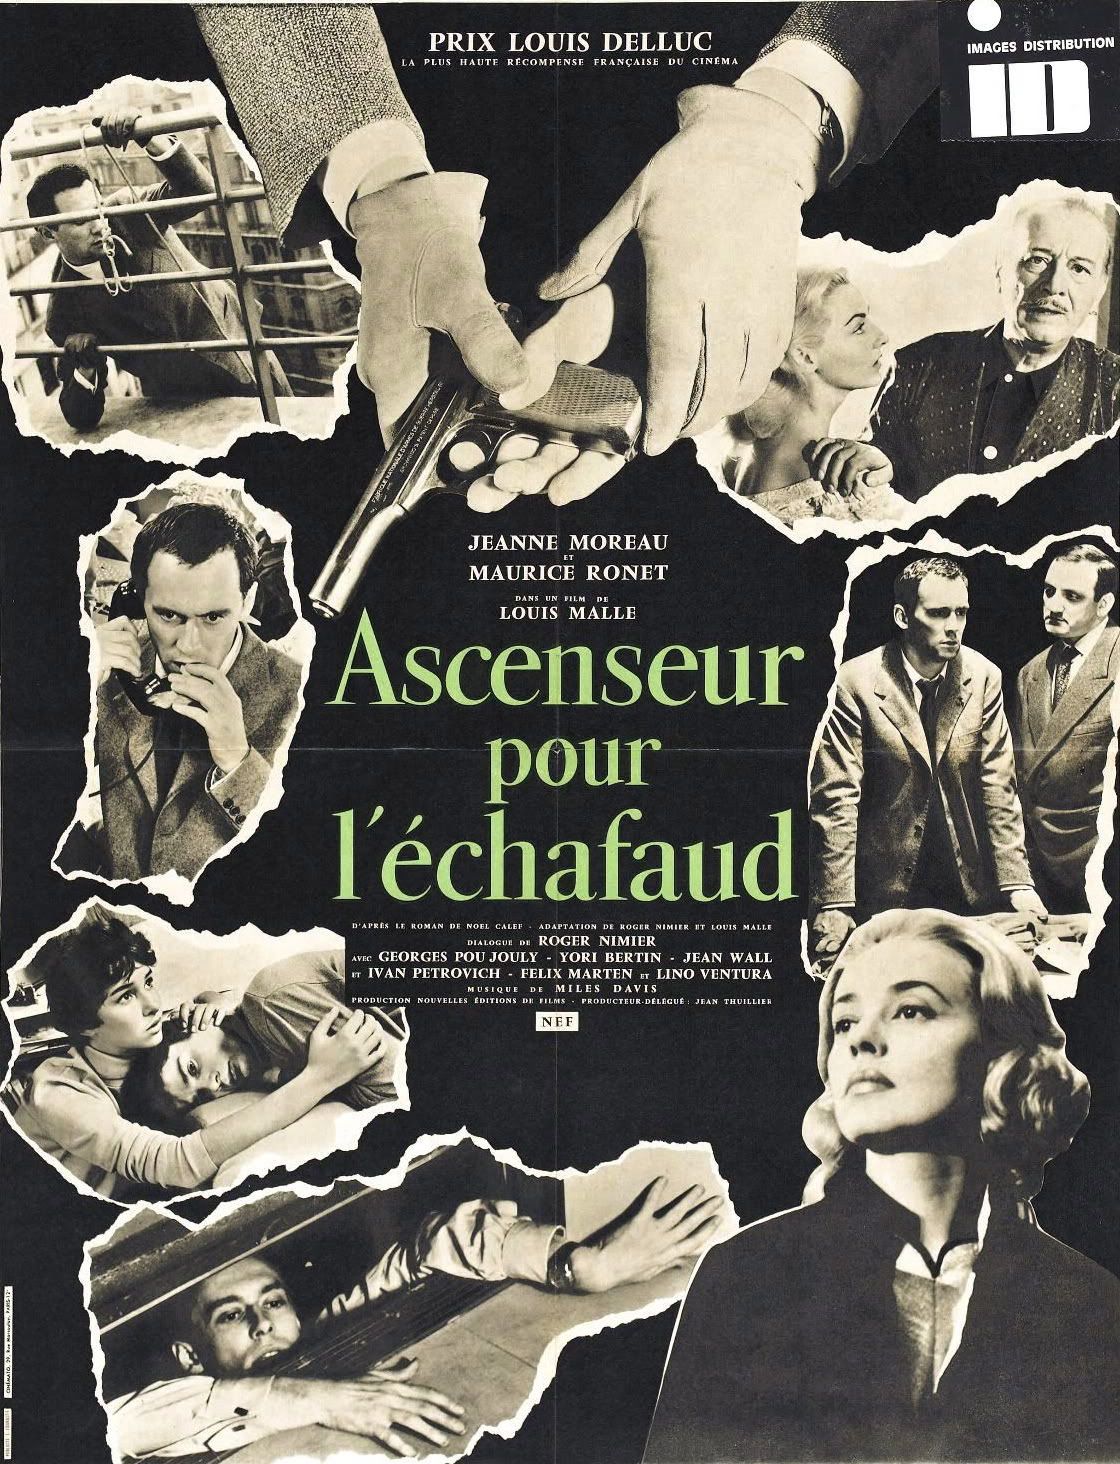 PRIX LOUIS DELLUC
LA PLUS HAUTE RÉCOMPENSE FRANÇAISE DU CINÉMA
IMAGES DISTRIBUTION
ID
JEANNE MOREAU
ET
MAURICE RONET
DANS UN FILM DE
LOUIS MALLE
Ascenseur
pour
l'échafaud
D'APRÈS LE ROMAN DE NOEL CALEF - ADAPTATION DE ROGER NIMIER ET LOUIS MALLE
DIALOGUE DE ROGER NIMIER
AVEC GEORGES POUJOULY - YORI BERTIN - JEAN WALL
ET IVAN PETROVICH - FELIX MARTEN ET LINO VENTURA
MUSIQUE DE MILES DAVIS
PRODUCTION NOUVELLES ÉDITIONS DE FILMS - PRODUCTEUR-DÉLÉGUÉ : JEAN THUILLIER
NEF